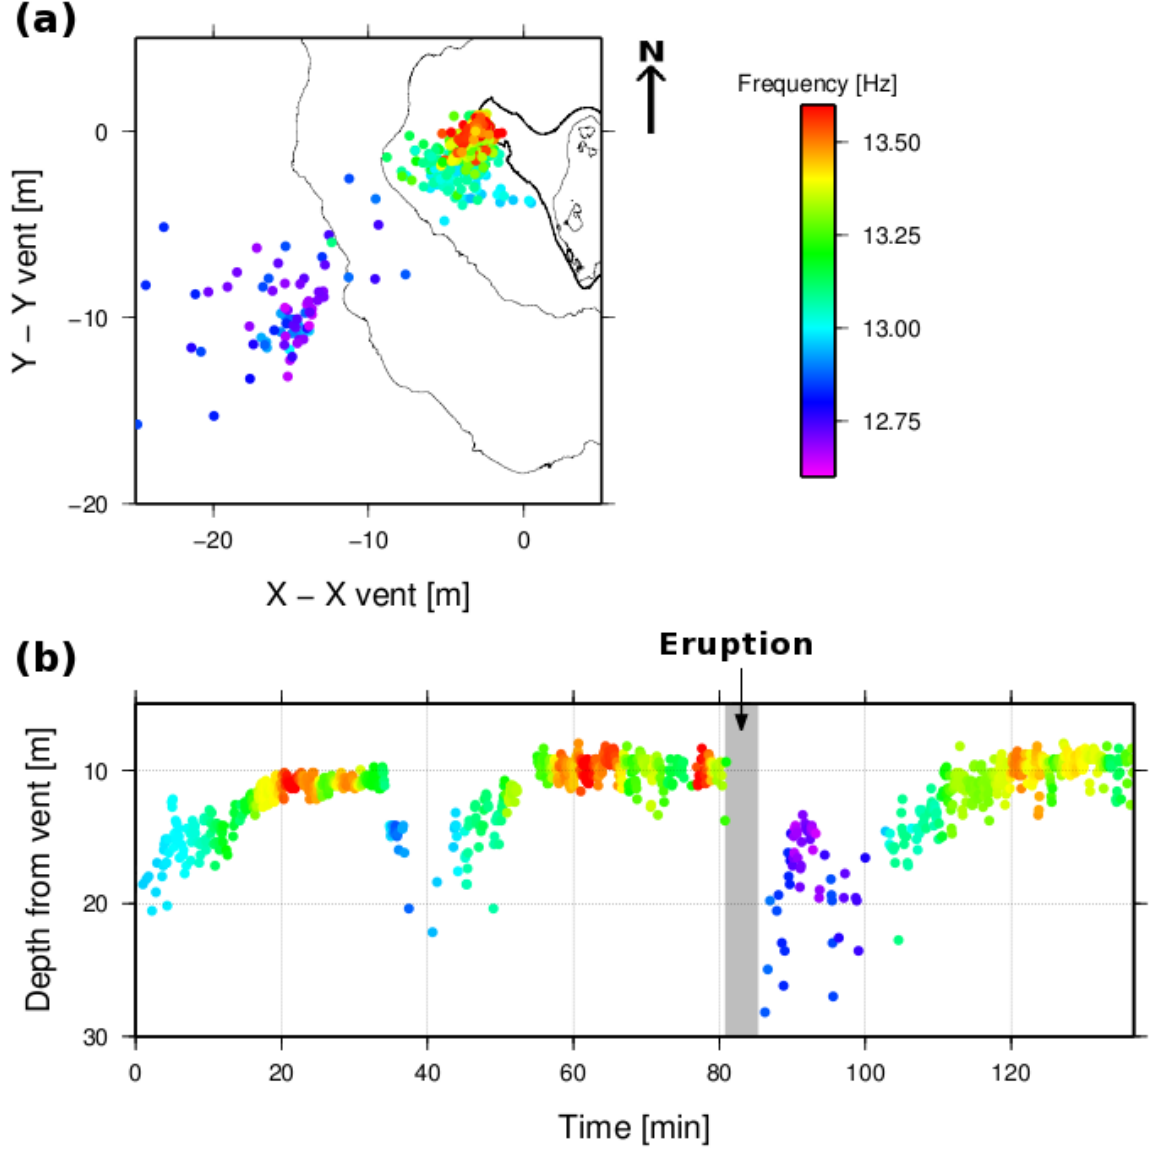 (a)
N
Frequency [Hz]
13.50
13.25
13.00
12.75
0
−10
−20
Y − Y vent [m]
−20
−10
0
X − X vent [m]
(b)
Eruption
10
20
30
Depth from vent [m]
0
20
40
60
80
100
120
Time [min]